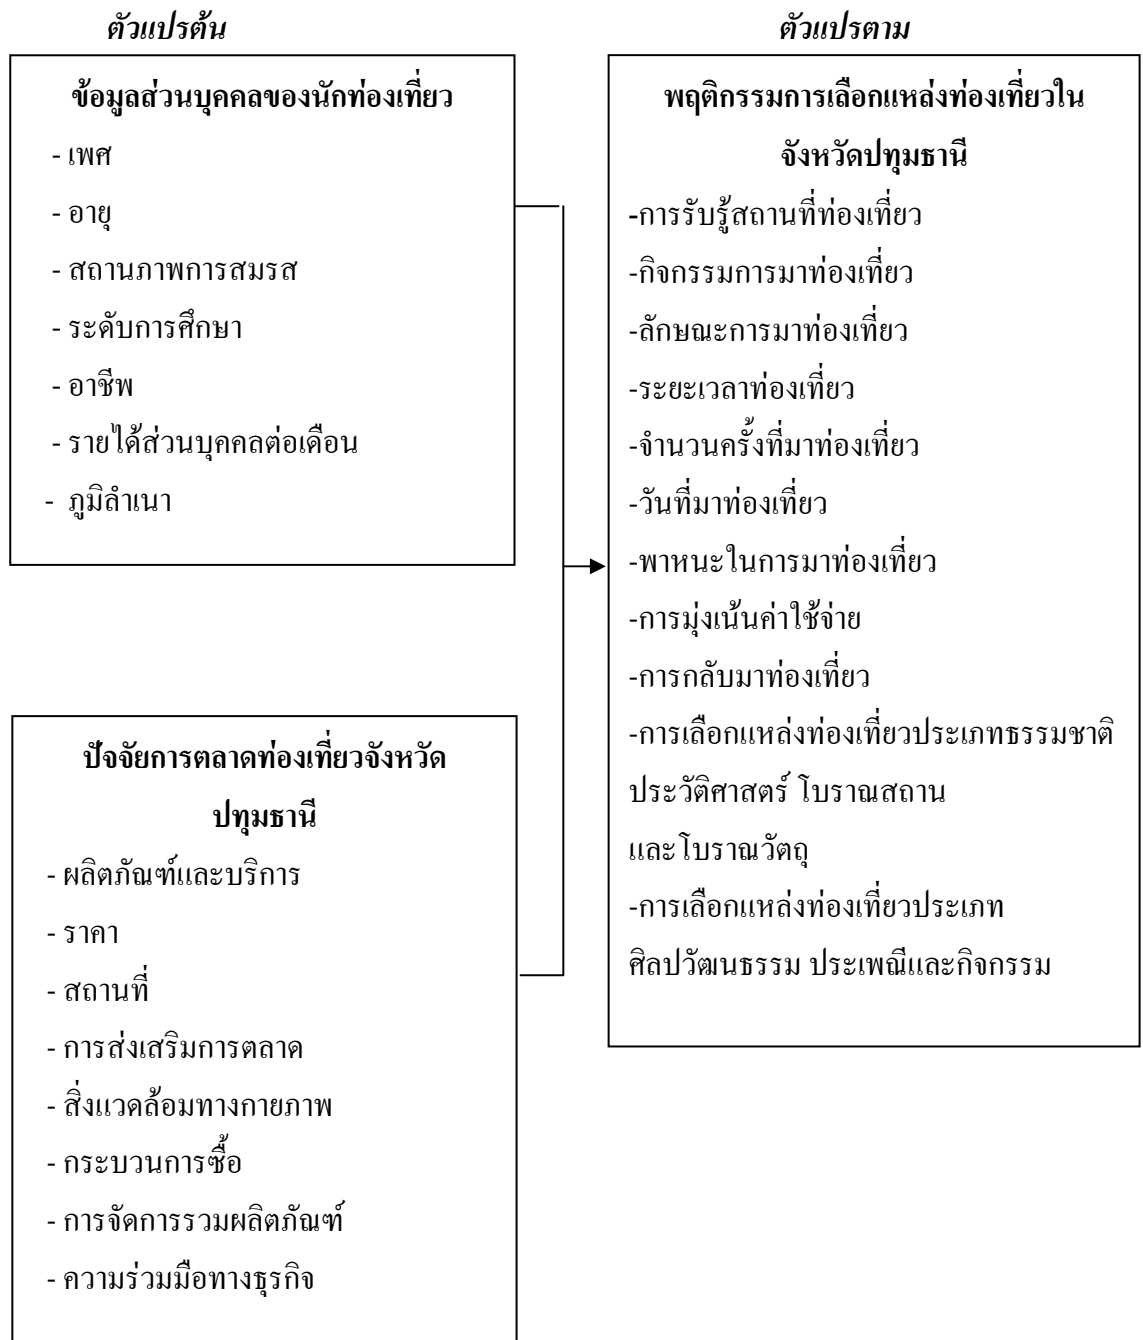 ตัวแปรต้น
ข้อมูลส่วนบุคคลของนักท่องเที่ยว
- เพศ
- อายุ
- สถานภาพการสมรส
- ระดับการศึกษา
- อาชีพ
- รายได้ส่วนบุคคลต่อเดือน
- ภูมิลำเนา
ปัจจัยการตลาดท่องเที่ยวจังหวัด
ปทุมธานี
- ผลิตภัณฑ์และบริการ
- ราคา
- สถานที่
- การส่งเสริมการตลาด
- สิ่งแวดล้อมทางกายภาพ
- กระบวนการซื้อ
- การจัดการรวมผลิตภัณฑ์
- ความร่วมมือทางธุรกิจ
ตัวแปรตาม
พฤติกรรมการเลือกแหล่งท่องเที่ยวใน
จังหวัดปทุมธานี
-การรับรู้สถานที่ท่องเที่ยว
-กิจกรรมการมาท่องเที่ยว
-ลักษณะการมาท่องเที่ยว
-ระยะเวลาท่องเที่ยว
-จำนวนครั้งที่มาท่องเที่ยว
-วันที่มาท่องเที่ยว
-พาหนะในการมาท่องเที่ยว
-การมุ่งเน้นค่าใช้จ่าย
-การกลับมาท่องเที่ยว
-การเลือกแหล่งท่องเที่ยวประเภทธรรมชาติ
ประวัติศาสตร์ โบราณสถาน
และโบราณวัตถุ
-การเลือกแหล่งท่องเที่ยวประเภท
ศิลปวัฒนธรรม ประเพณีและกิจกรรม